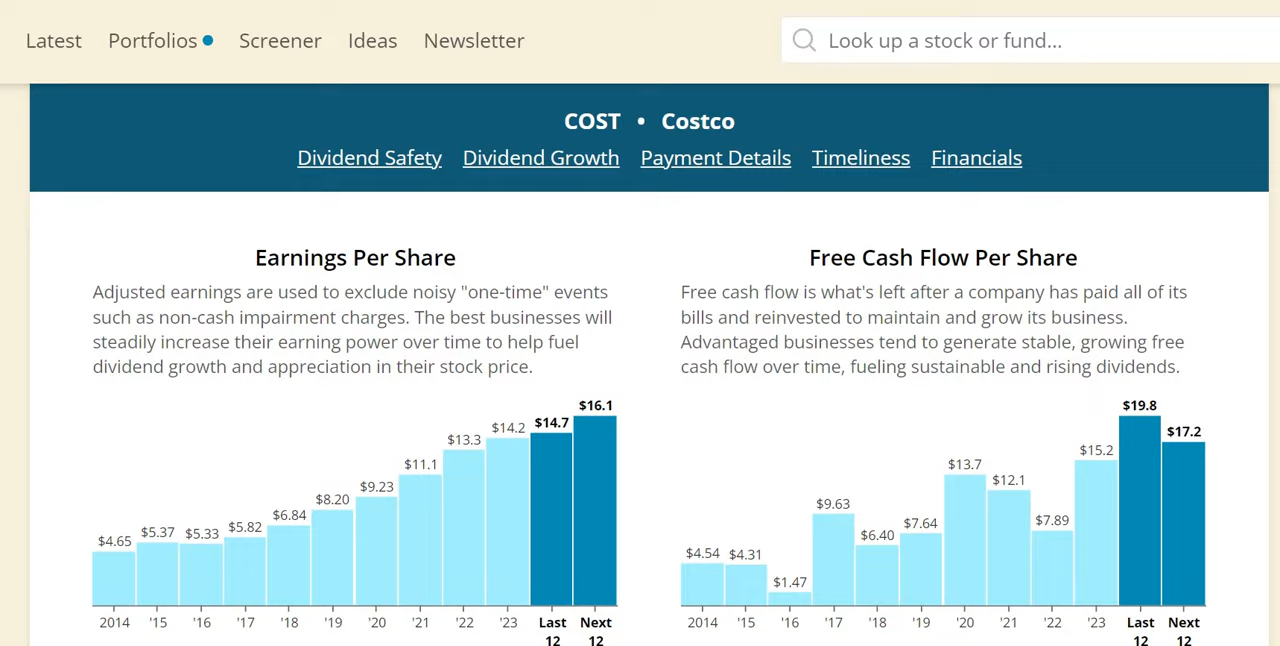 Latest Portfolios Screener Ideas Newsletter Look up a stock or fund...
COST • Costco
Dividend Safety Dividend Growth Payment Details Timeliness Financials
Earnings Per Share
Adjusted earnings are used to exclude noisy "one-time" events
such as non-cash impairment charges. The best businesses will
steadily increase their earning power over time to help fuel
dividend growth and appreciation in their stock price.
$4.65 $5.37 $5.33 $5.82 $6.84 $8.20 $9.23 $11.1 $13.3 $14.2 $14.7 $16.1
2014 '15 '16 '17 '18 '19 '20 '21 '22 '23 Last Next
12 12
Free Cash Flow Per Share
Free cash flow is what's left after a company has paid all of its
bills and reinvested to maintain and grow its business.
Advantaged businesses tend to generate stable, growing free
cash flow over time, fueling sustainable and rising dividends.
$4.54 $4.31 $1.47 $9.63 $6.40 $7.64 $13.7 $12.1 $7.89 $15.2 $19.8 $17.2
2014 '15 '16 '17 '18 '19 '20 '21 '22 '23 Last Next
12 12